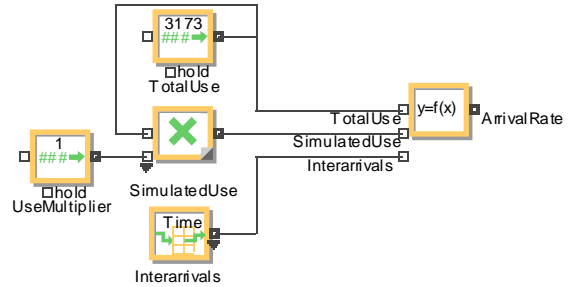 3173
###
hold
TotalUse
y=f(x)
TotalUse
ArrivalRate
SimulatedUse
Interarrivals
1
###
hold
UseMultiplier
SimulatedUse
Time
Interarrivals